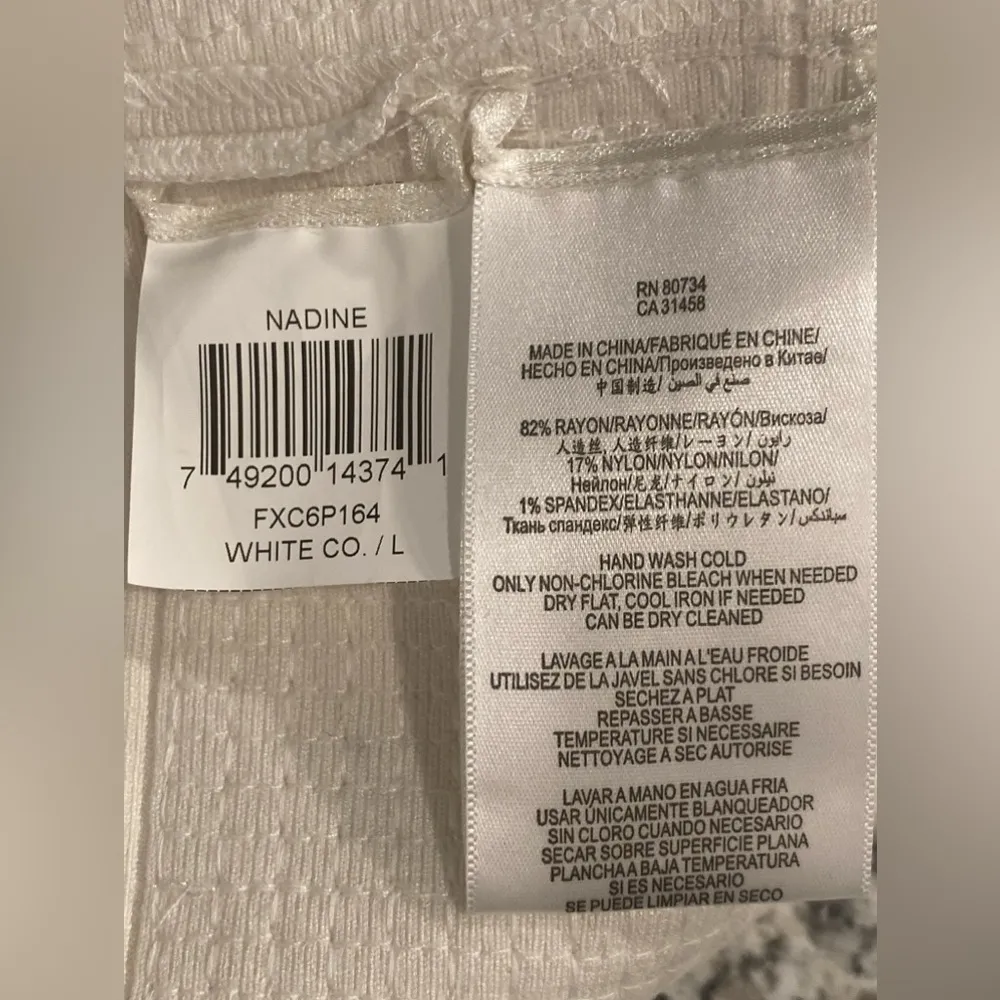 NADINE
7 49200 14374 1
FXC6P164
WHITE CO. / L
RN 80734
CA 31458
MADE IN CHINA/FABRIQUÉ EN CHINE/
HECHO EN CHINA/Произведено в Китае/
中国制造/ صنع في الصين
82% RAYON/RAYONNE/RAYÓN/Вискоза/
人造丝, 人造纤维/レーヨン/ رايون/
17% NYLON/NYLON/NILON/
Нейлон/尼龙/ナイロン/ نيلون/
1% SPANDEX/ELASTHANNE/ELASTANO/
Ткань спандекс/弹性纤维/ポリウレタン/سباندكس
HAND WASH COLD
ONLY NON-CHLORINE BLEACH WHEN NEEDED
DRY FLAT, COOL IRON IF NEEDED
CAN BE DRY CLEANED
LAVAGE A LA MAIN A L'EAU FROIDE
UTILISEZ DE LA JAVEL SANS CHLORE SI BESOIN
SECHEZ A PLAT
REPASSER A BASSE
TEMPERATURE SI NECESSAIRE
NETTOYAGE A SEC AUTORISE
LAVAR A MANO EN AGUA FRIA
USAR ÚNICAMENTE BLANQUEADOR
SIN CLORO CUANDO NECESARIO
SECAR SOBRE SUPERFICIE PLANA
PLANCHA A BAJA TEMPERATURA
SI ES NECESARIO
SE PUEDE LIMPIAR EN SECO